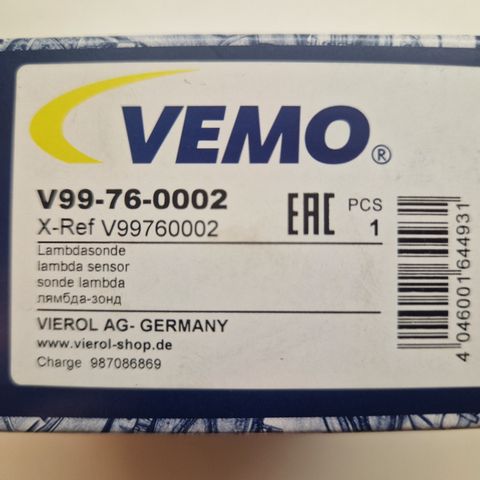 VEMO®
V99-76-0002
X-Ref V99760002
EAC
PCS
1
Lambdasonde
lambda sensor
sonde lambda
лямбда-зонд
VIEROL AG- GERMANY
www.vierol-shop.de
Charge 987086869
4 046001 644931